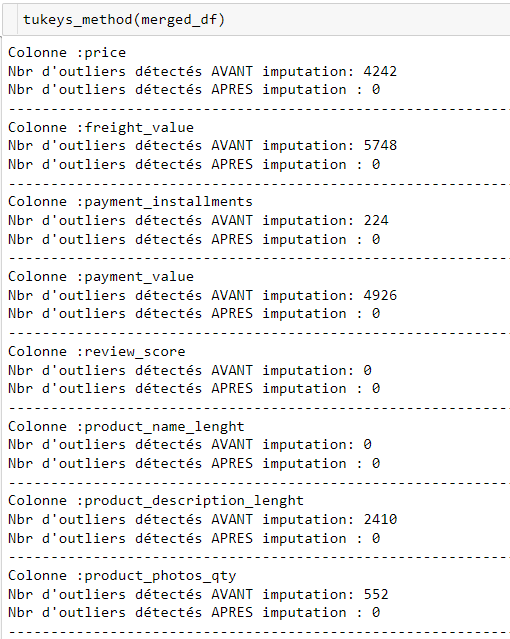 tukeys_method(merged_df)
Colonne :price
Nbr d'outliers détectés AVANT imputation: 4242
Nbr d'outliers détectés APRES imputation : 0
----------------------------------------------------------
Colonne :freight_value
Nbr d'outliers détectés AVANT imputation: 5748
Nbr d'outliers détectés APRES imputation : 0
----------------------------------------------------------
Colonne :payment_installments
Nbr d'outliers détectés AVANT imputation: 224
Nbr d'outliers détectés APRES imputation : 0
----------------------------------------------------------
Colonne :payment_value
Nbr d'outliers détectés AVANT imputation: 4926
Nbr d'outliers détectés APRES imputation : 0
----------------------------------------------------------
Colonne :review_score
Nbr d'outliers détectés AVANT imputation: 0
Nbr d'outliers détectés APRES imputation : 0
----------------------------------------------------------
Colonne :product_name_lenght
Nbr d'outliers détectés AVANT imputation: 0
Nbr d'outliers détectés APRES imputation : 0
----------------------------------------------------------
Colonne :product_description_lenght
Nbr d'outliers détectés AVANT imputation: 2410
Nbr d'outliers détectés APRES imputation : 0
----------------------------------------------------------
Colonne :product_photos_qty
Nbr d'outliers détectés AVANT imputation: 552
Nbr d'outliers détectés APRES imputation : 0
----------------------------------------------------------